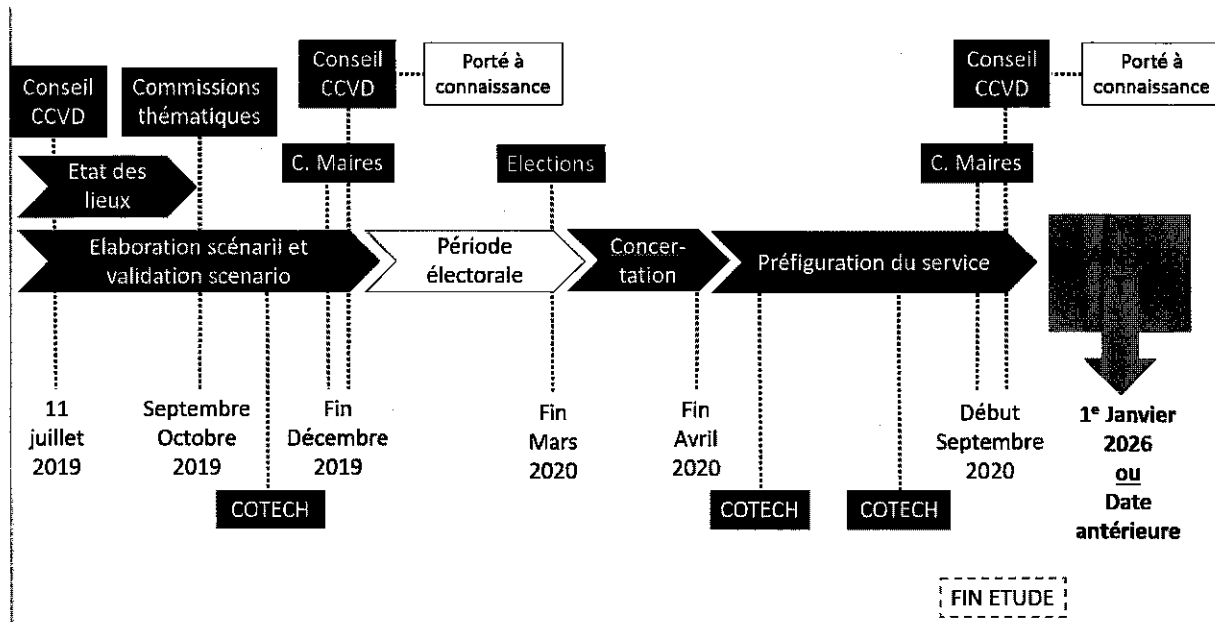 Conseil
CCVD
Commissions
thématiques
Conseil
CCVD
Porté à
connaissance
Conseil
CCVD
Porté à
connaissance
Etat des
lieux
C. Maires
Elections
C. Maires
Elaboration scénarii et
validation scenario
Période
électorale
Concer-
tation
Préfiguration du service
11
juillet
2019
Septembre
Octobre
2019
Fin
Décembre
2019
Fin
Mars
2020
Fin
Avril
2020
Début
Septembre
2020
1e Janvier
2026
ou
Date
antérieure
COTECH
COTECH
COTECH
FIN ETUDE